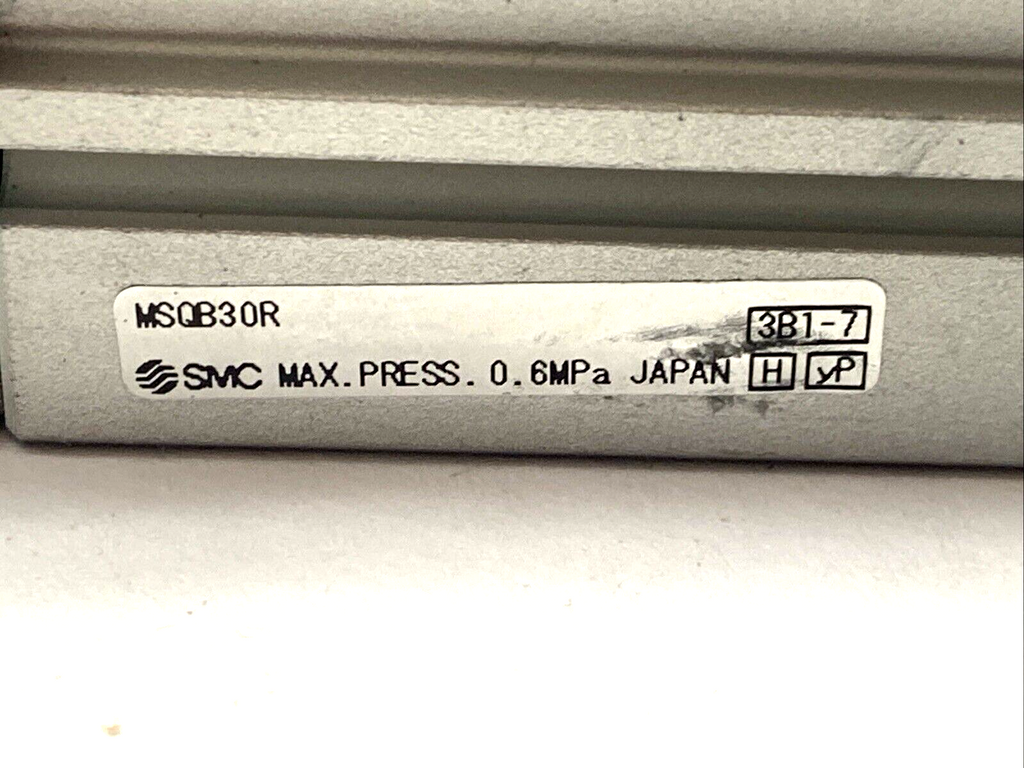 MSQB30R 3B1-7
SMC MAX.PRESS. 0.6MPa JAPAN H yP